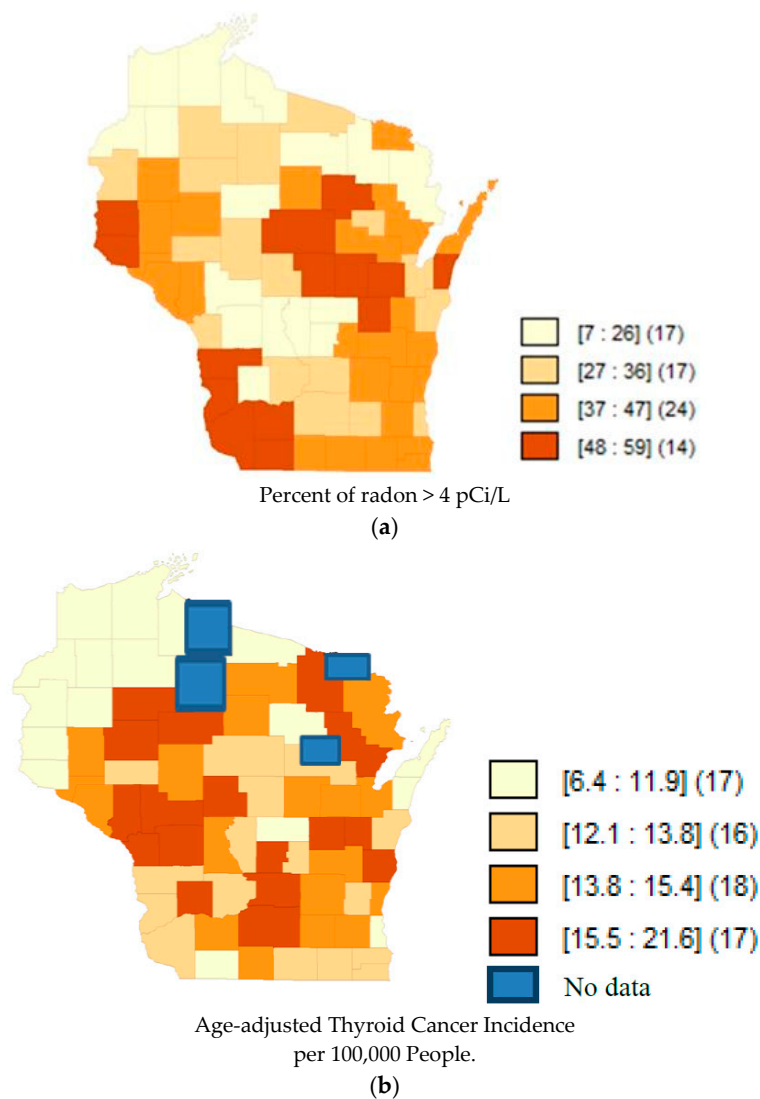 [7 : 26] (17)
[27 : 36] (17)
[37 : 47] (24)
[48 : 59] (14)
Percent of radon > 4 pCi/L
(a)
[6.4 : 11.9] (17)
[12.1 : 13.8] (16)
[13.8 : 15.4] (18)
[15.5 : 21.6] (17)
No data
Age-adjusted Thyroid Cancer Incidence
per 100,000 People.
(b)